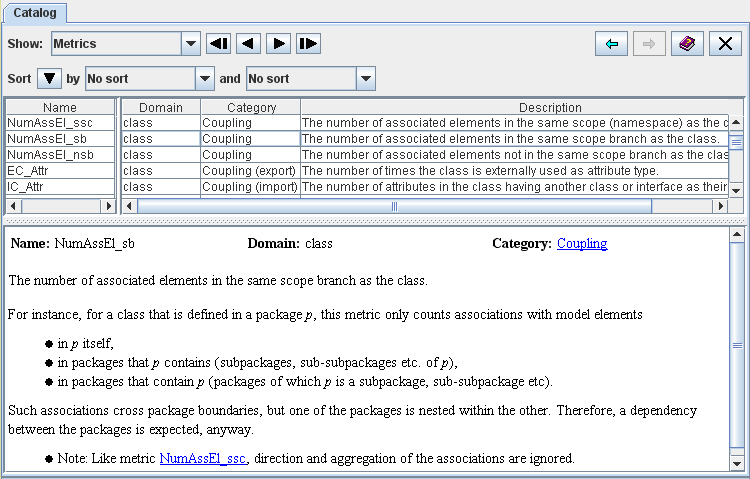 Catalog
Show: Metrics
Sort by No sort and No sort
Name Domain Category Description
NumAssEl_ssc class Coupling The number of associated elements in the same scope (namespace) as the c
NumAssEl_sb class Coupling The number of associated elements in the same scope branch as the class.
NumAssEl_nsb class Coupling The number of associated elements not in the same scope branch as the clas
EC_Attr class Coupling (export) The number of times the class is externally used as attribute type.
IC_Attr class Coupling (import) The number of attributes in the class having another class or interface as their
Name: NumAssEl_sb Domain: class Category: Coupling
The number of associated elements in the same scope branch as the class.
For instance, for a class that is defined in a package p, this metric only counts associations with model elements
● in p itself,
● in packages that p contains (subpackages, sub-subpackages etc. of p),
● in packages that contain p (packages of which p is a subpackage, sub-subpackage etc).
Such associations cross package boundaries, but one of the packages is nested within the other. Therefore, a dependency
between the packages is expected, anyway.
● Note: Like metric NumAssEl_ssc, direction and aggregation of the associations are ignored.